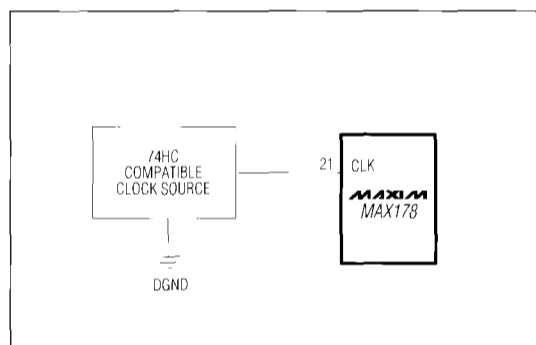 74HC
COMPATIBLE
CLOCK SOURCE
DGND
21 CLK
MAXIM
MAX178